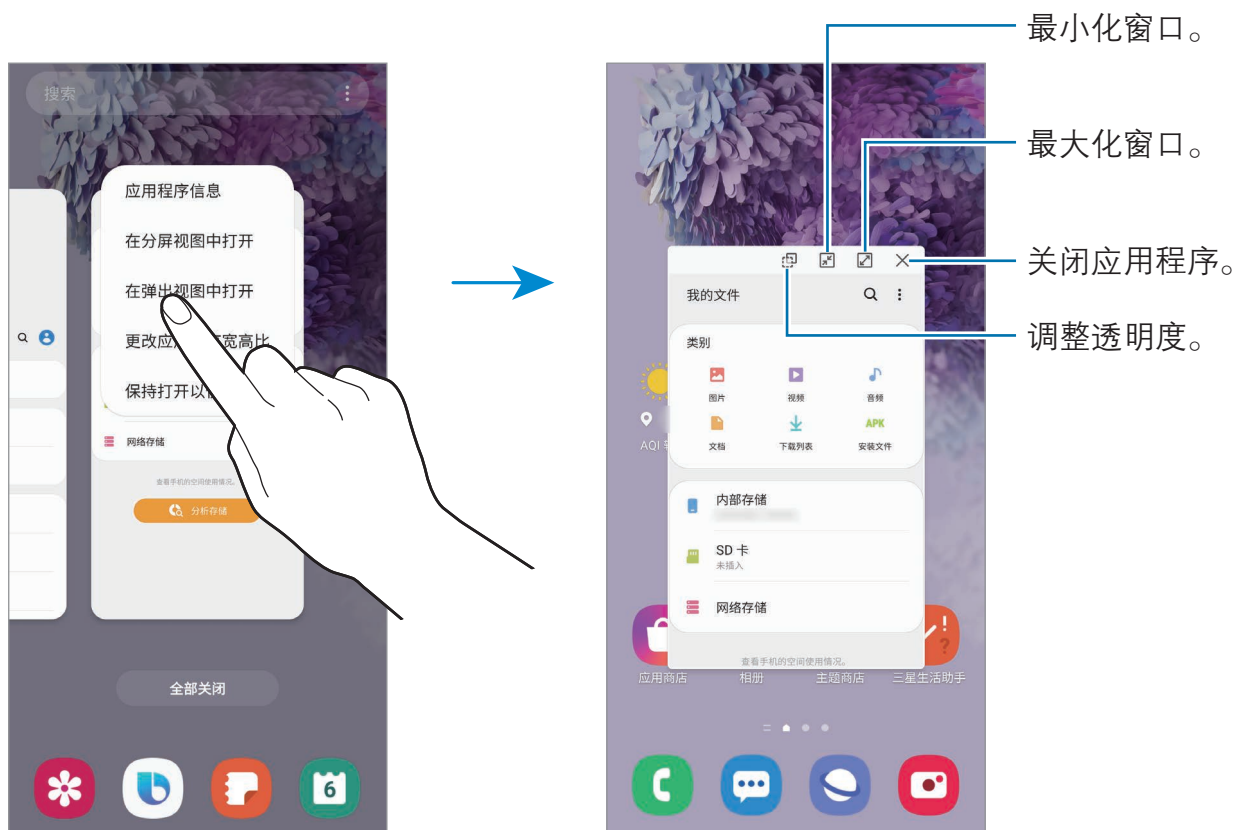 搜索
应用程序信息
在分屏视图中打开
在弹出视图中打开
更改应
宽高比
保持打开以
网络存储
查看手机的空间使用情况。
分析存储
全部关闭
6
最小化窗口。
最大化窗口。
关闭应用程序。
调整透明度。
我的文件
类别
图片
视频
音频
APK
文档
下载列表
安装文件
内部存储
SD 卡
未插入
网络存储
查看手机的空间使用情况。
AQI
应用商店
相册
主题商店
三星生活助手